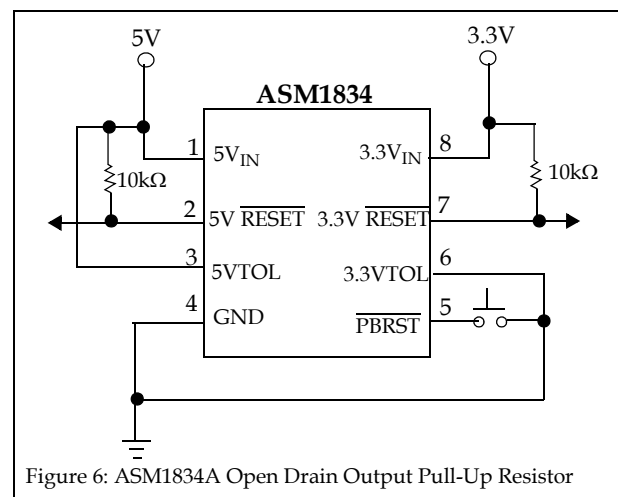 5V 3.3V
ASM1834
1 5VIN 3.3VIN 8
10kΩ 10kΩ
2 5V RESET 3.3V RESET 7
3 5VTOL 3.3VTOL 6
4 GND PBRST 5
Figure 6: ASM1834A Open Drain Output Pull-Up Resistor